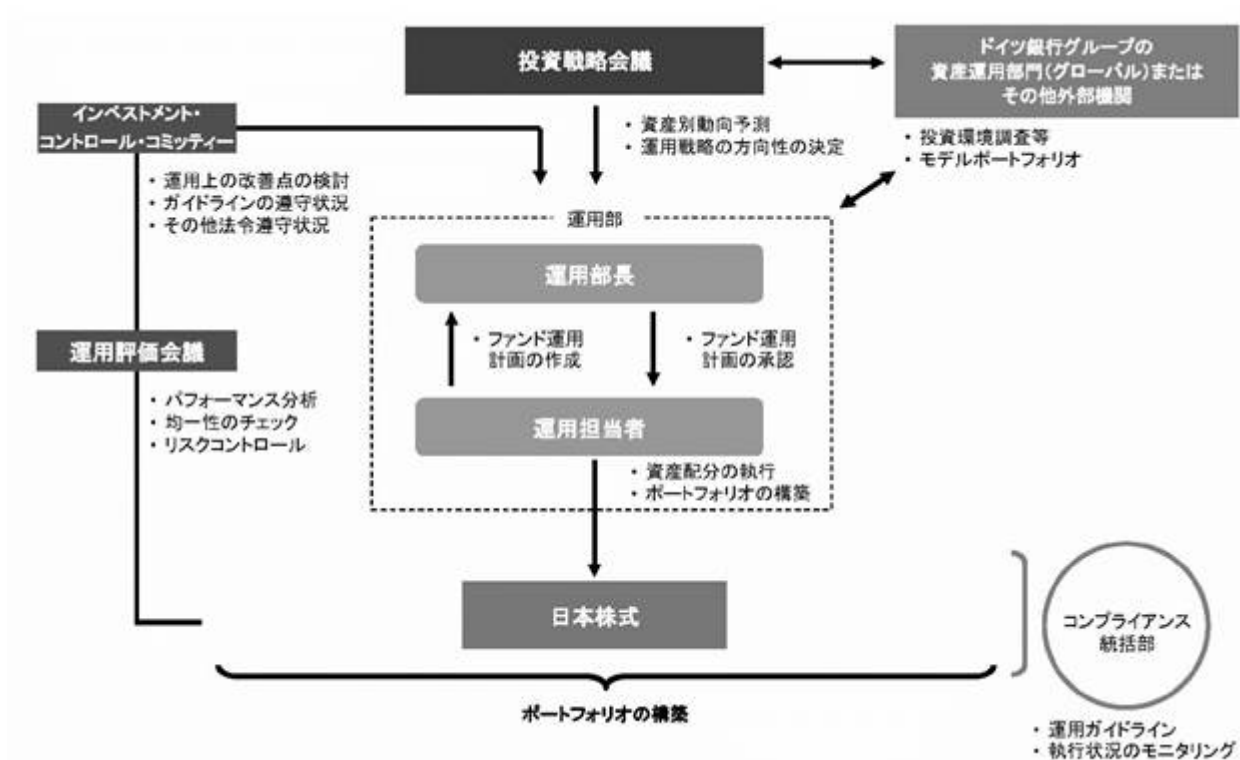 投資戦略会議
ドイツ銀行グループの
資産運用部門(グローバル)または
その他外部機関
インベストメント・
コントロール・コミッティー
・資産別動向予測
・運用戦略の方向性の決定
・投資環境調査等
・モデルポートフォリオ
・運用上の改善点の検討
・ガイドラインの遵守状況
・その他法令遵守状況
運用部
運用部長
・ファンド運用
計画の作成
・ファンド運用
計画の承認
運用評価会議
・パフォーマンス分析
・均一性のチェック
・リスクコントロール
運用担当者
・資産配分の執行
・ポートフォリオの構築
日本株式
コンプライアンス
統括部
ポートフォリオの構築
・運用ガイドライン
・執行状況のモニタリング